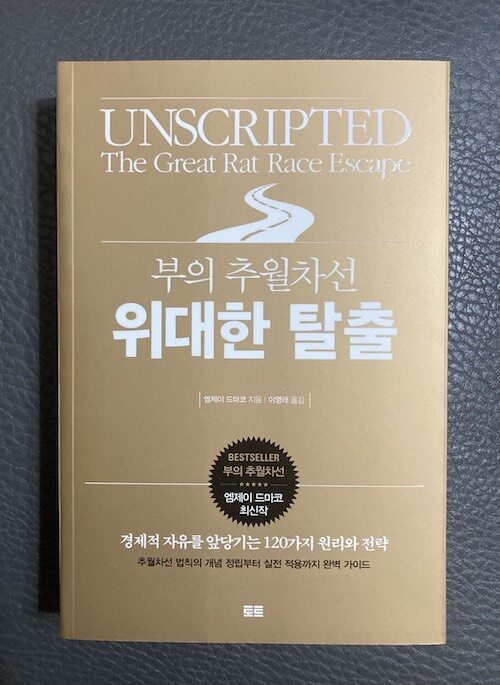 UNSCRIPTED
The Great Rat Race Escape
부의 추월차선
위대한 탈출
엠제이 드마코 지음 | 이영래 옮김
BESTSELLER
부의 추월차선
★★★★★
엠제이 드마코
최신작
경제적 자유를 앞당기는 120가지 원리와 전략
추월차선 법칙의 개념 정립부터 실전 적용까지 완벽 가이드
토트